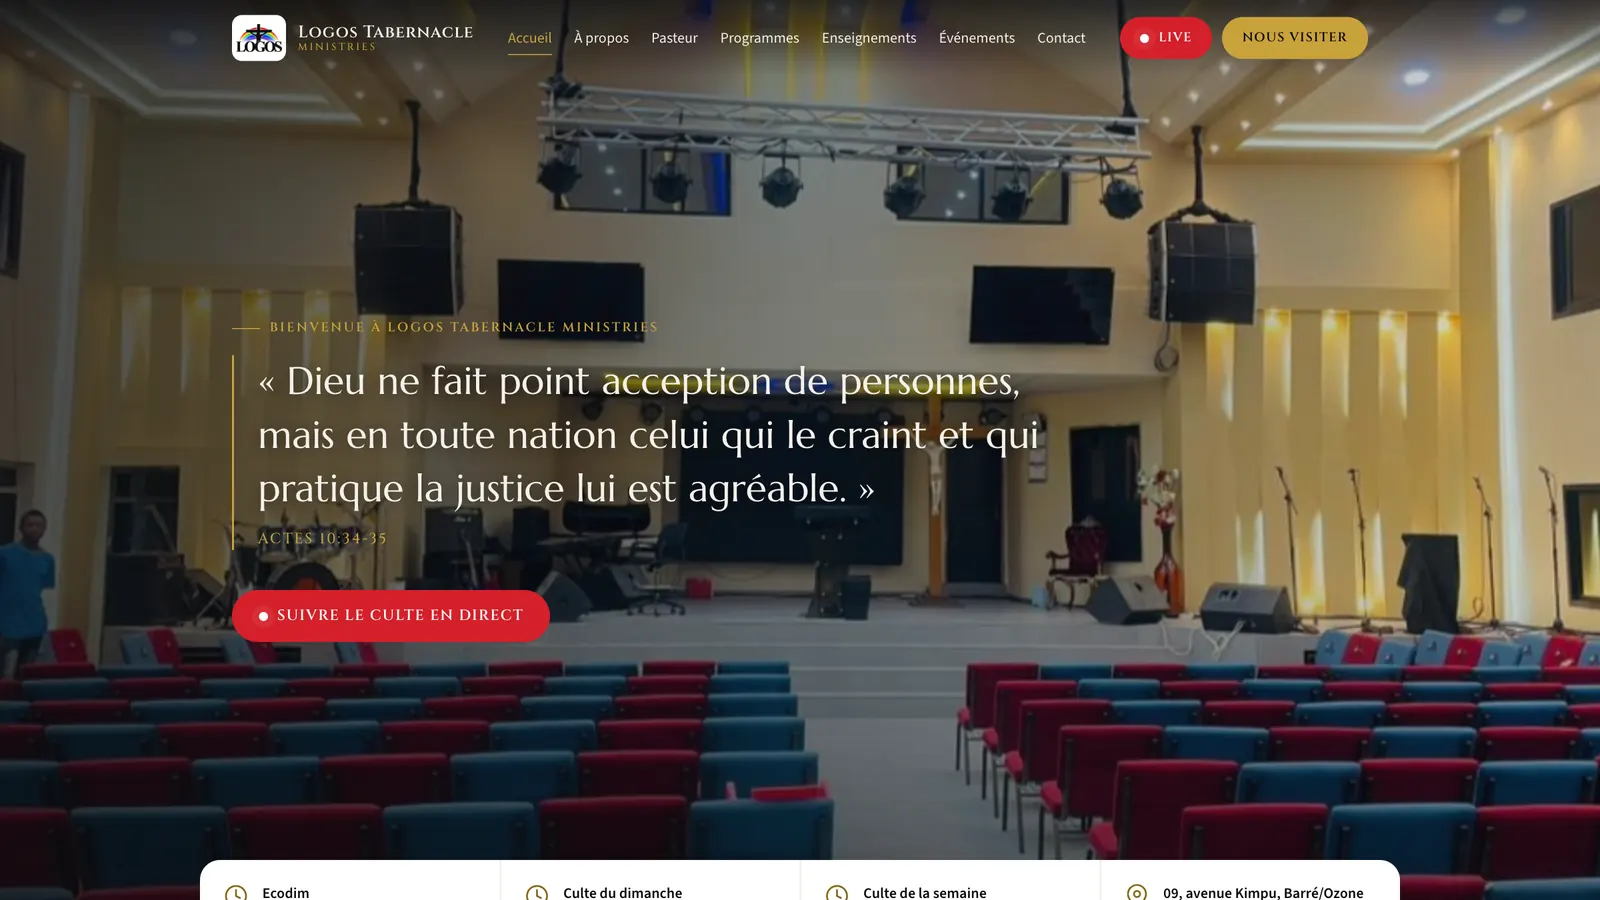 LOGOS
LOGOS TABERNACLE
MINISTRIES
Accueil
À propos
Pasteur
Programmes
Enseignements
Événements
Contact
LIVE
NOUS VISITER
BIENVENUE À LOGOS TABERNACLE MINISTRIES
« Dieu ne fait point acception de personnes,
mais en toute nation celui qui le craint et qui
pratique la justice lui est agréable. »
ACTES 10:34-35
SUIVRE LE CULTE EN DIRECT
Ecodim
Culte du dimanche
Culte de la semaine
09, avenue Kimpu, Barré/Ozone